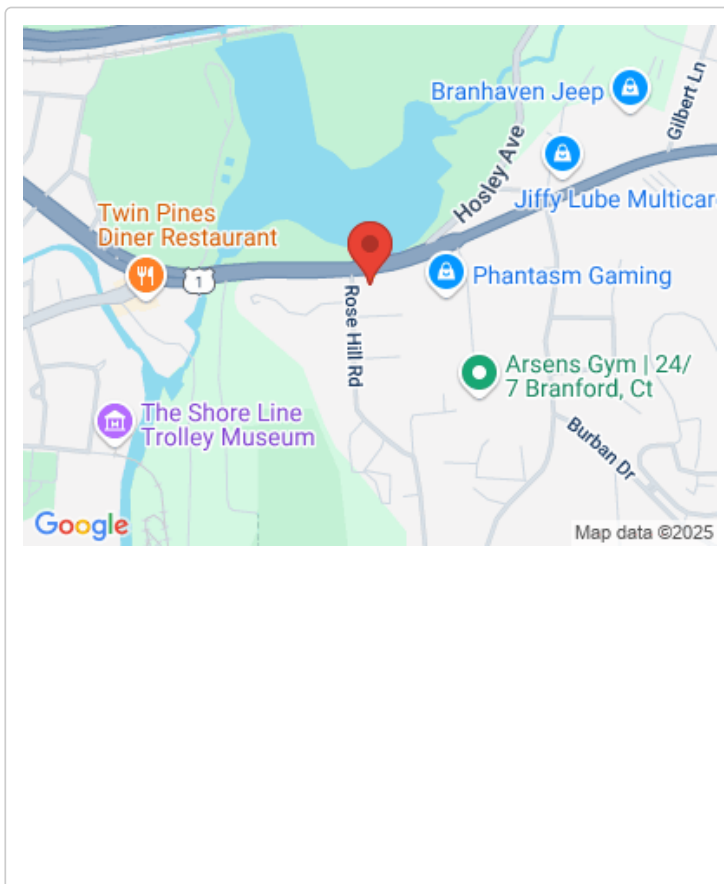 Branhaven Jeep
Gilbert Ln
Hosley Ave
Jiffy Lube Multicar
Twin Pines
Diner Restaurant
1
Phantasm Gaming
Rose Hill Rd
Arsens Gym | 24/
7 Branford, Ct
The Shore Line
Trolley Museum
Burban Dr
Google
Map data ©2025